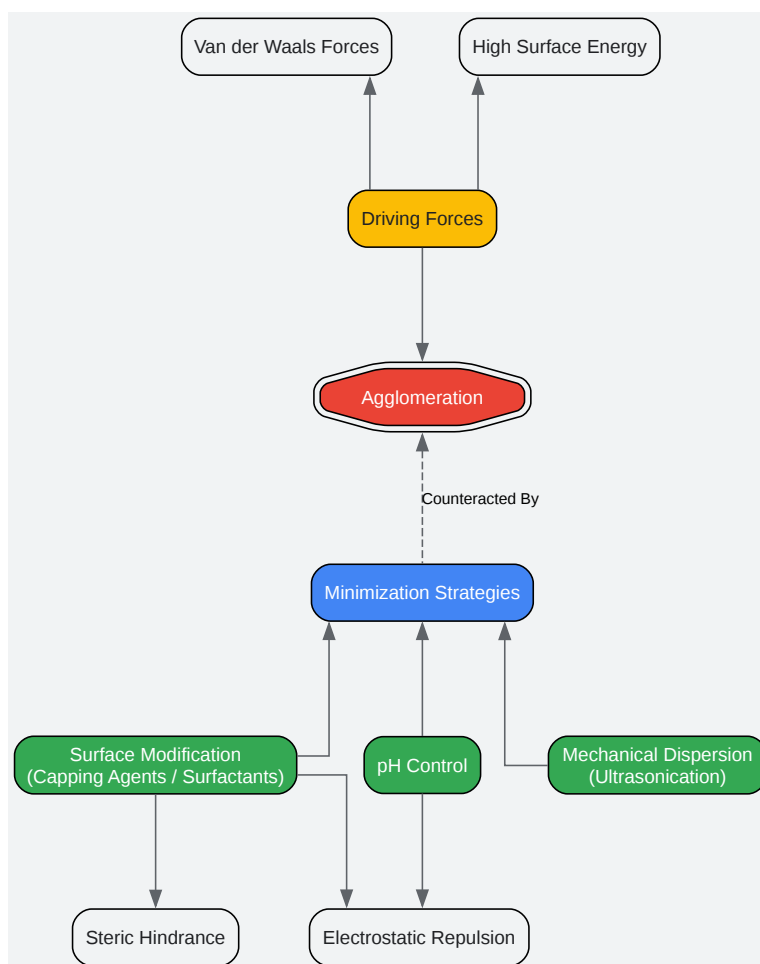 Van der Waals Forces
High Surface Energy
Driving Forces
Agglomeration
Counteracted By
Minimization Strategies
Surface Modification
(Capping Agents / Surfactants)
pH Control
Mechanical Dispersion
(Ultrasonication)
Steric Hindrance
Electrostatic Repulsion